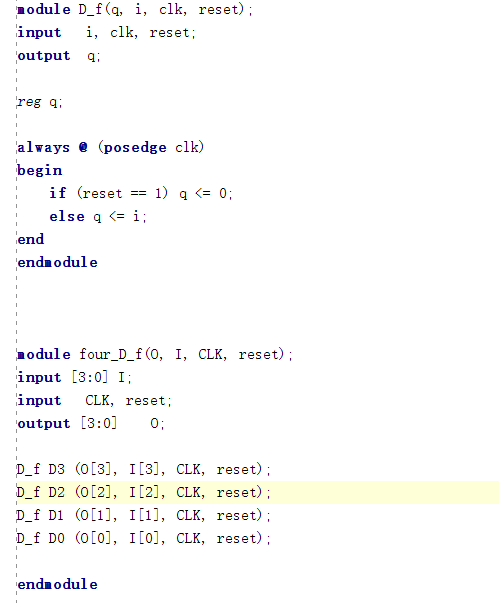 module D_f(q, i, clk, reset);
input   i, clk, reset;
output  q;
reg q;
always @ (posedge clk)
begin
    if (reset == 1) q <= 0;
    else q <= i;
end
endmodule
module four_D_f(O, I, CLK, reset);
input [3:0] I;
input   CLK, reset;
output [3:0]    O;
D_f D3 (O[3], I[3], CLK, reset);
D_f D2 (O[2], I[2], CLK, reset);
D_f D1 (O[1], I[1], CLK, reset);
D_f D0 (O[0], I[0], CLK, reset);
endmodule